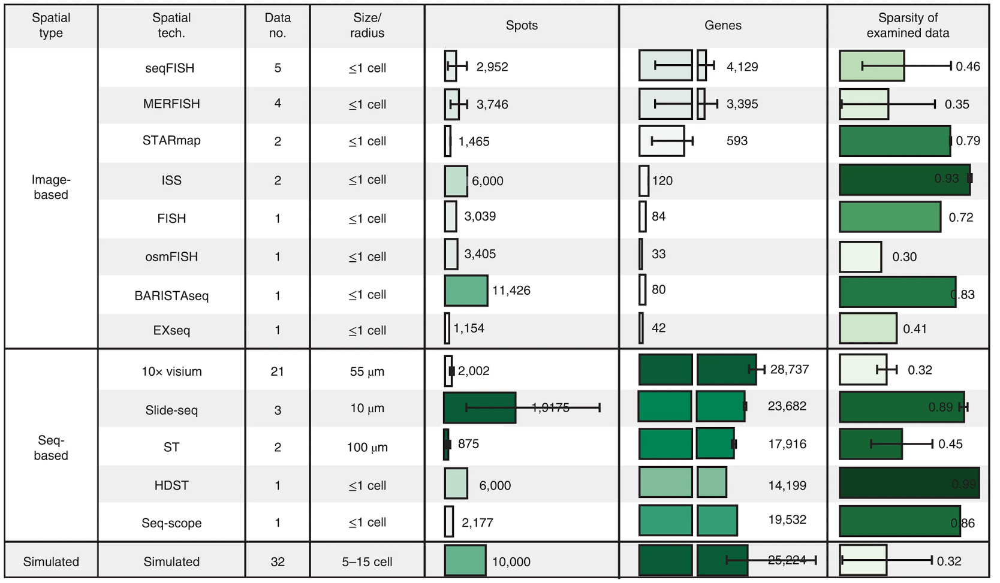 Spatial type Spatial tech. Data no. Size/ radius Spots Genes Sparsity of examined data
Image-based
seqFISH 5 ≤1 cell 2,952 4,129 0.46
MERFISH 4 ≤1 cell 3,746 3,395 0.35
STARmap 2 ≤1 cell 1,465 593 0.79
ISS 2 ≤1 cell 6,000 120 0.93
FISH 1 ≤1 cell 3,039 84 0.72
osmFISH 1 ≤1 cell 3,405 33 0.30
BARISTAseq 1 ≤1 cell 11,426 80 0.83
EXseq 1 ≤1 cell 1,154 42 0.41
Seq-based
10× visium 21 55 μm 2,002 28,737 0.32
Slide-seq 3 10 μm 1,9175 23,682 0.89
ST 2 100 μm 875 17,916 0.45
HDST 1 ≤1 cell 6,000 14,199 0.99
Seq-scope 1 ≤1 cell 2,177 19,532 0.86
Simulated Simulated 32 5–15 cell 10,000 25,224 0.32